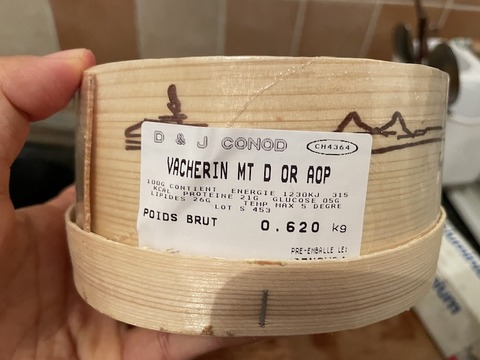 D & J CONOD
CH4364
VACHERIN MT D OR AOP
100G CONTIENT ENERGIE 1230KJ 315
KCAL PROTEINE 21G GLUCOSE 05G
LIPIDES 26G TEMP MAX 5 DEGRE
LOT S 453
POIDS BRUT 0.620 kg
PRE-EMBALLE LE: